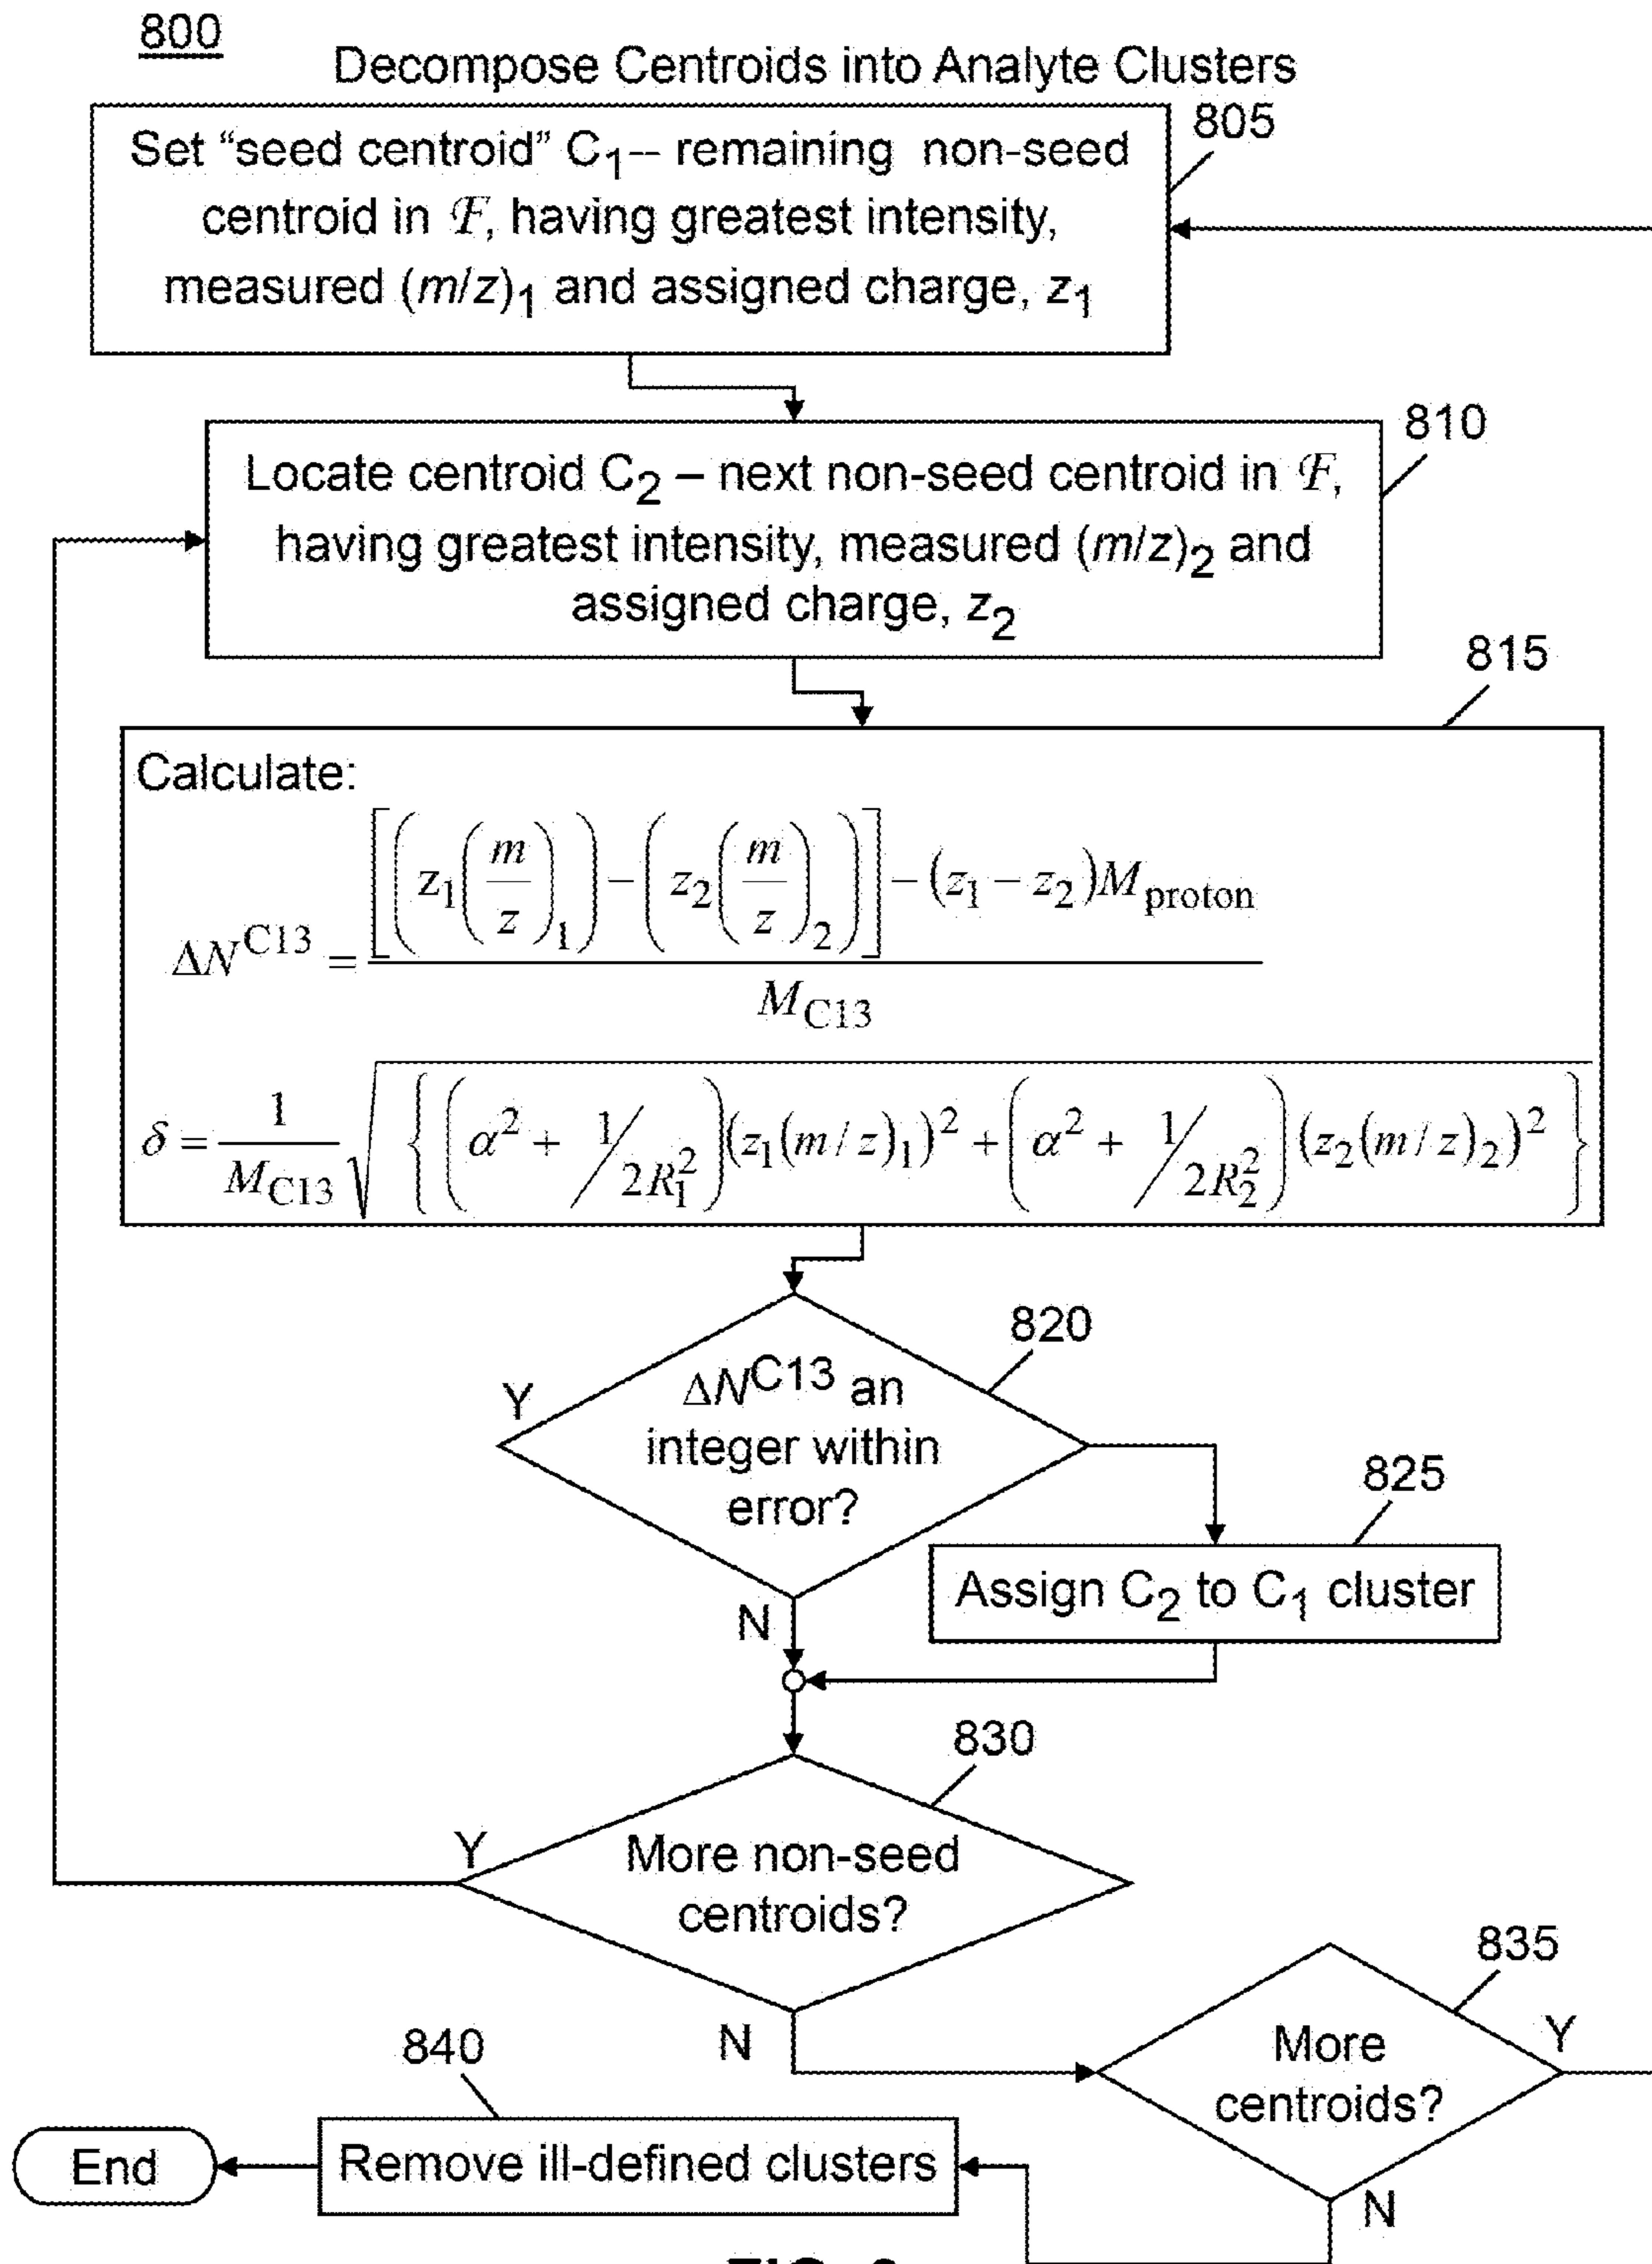 800
Decompose Centroids into Analyte Clusters
805
Set “seed centroid” C₁-- remaining non-seed
centroid in ℱ, having greatest intensity,
measured (m/z)₁ and assigned charge, z₁
810
Locate centroid C₂ – next non-seed centroid in ℱ,
having greatest intensity, measured (m/z)₂ and
assigned charge, z₂
815
Calculate:
ΔN^C13 = [(z₁(m/z)₁) − (z₂(m/z)₂)] − (z₁ − z₂)M_proton / M_C13
δ = 1/M_C13 √{(α² + 1/2R₁²)(z₁(m/z)₁)² + (α² + 1/2R₂²)(z₂(m/z)₂)²}
820
Y
ΔN^C13 an
integer within
error?
825
Assign C₂ to C₁ cluster
N
830
Y
More non-seed
centroids?
N
835
More
centroids?
Y
N
840
Remove ill-defined clusters
End